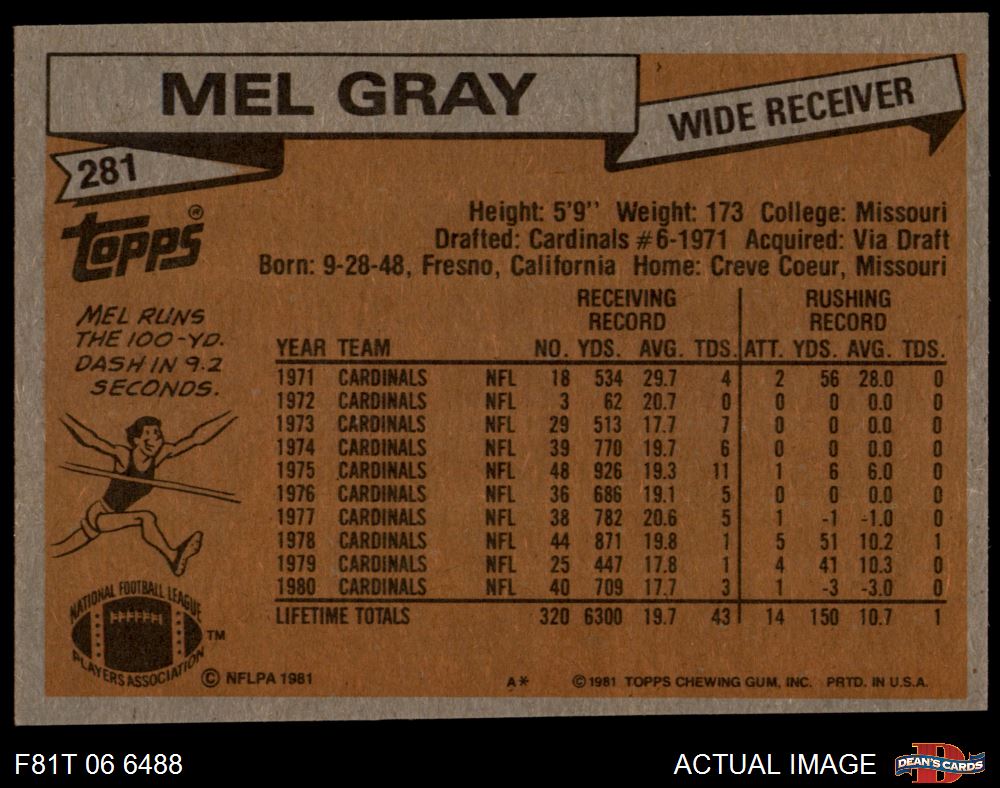 MEL GRAY
WIDE RECEIVER
281
Topps®
Height: 5'9" Weight: 173 College: Missouri
Drafted: Cardinals #6-1971 Acquired: Via Draft
Born: 9-28-48, Fresno, California Home: Creve Coeur, Missouri
MEL RUNS
THE 100-YD.
DASH IN 9.2
SECONDS.
RECEIVING RECORD RUSHING RECORD
YEAR TEAM NO. YDS. AVG. TDS. ATT. YDS. AVG. TDS.
1971 CARDINALS NFL 18 534 29.7 4 2 56 28.0 0
1972 CARDINALS NFL 3 62 20.7 0 0 0 0.0 0
1973 CARDINALS NFL 29 513 17.7 7 0 0 0.0 0
1974 CARDINALS NFL 39 770 19.7 6 0 0 0.0 0
1975 CARDINALS NFL 48 926 19.3 11 1 6 6.0 0
1976 CARDINALS NFL 36 686 19.1 5 0 0 0.0 0
1977 CARDINALS NFL 38 782 20.6 5 1 -1 -1.0 0
1978 CARDINALS NFL 44 871 19.8 1 5 51 10.2 1
1979 CARDINALS NFL 25 447 17.8 1 4 41 10.3 0
1980 CARDINALS NFL 40 709 17.7 3 1 -3 -3.0 0
LIFETIME TOTALS 320 6300 19.7 43 14 150 10.7 1
NATIONAL FOOTBALL LEAGUE
PLAYERS ASSOCIATION
TM
© NFLPA 1981
A*
©1981 TOPPS CHEWING GUM, INC. PRTD. IN U.S.A.
F81T 06 6488
ACTUAL IMAGE
D
DEAN'S CARDS